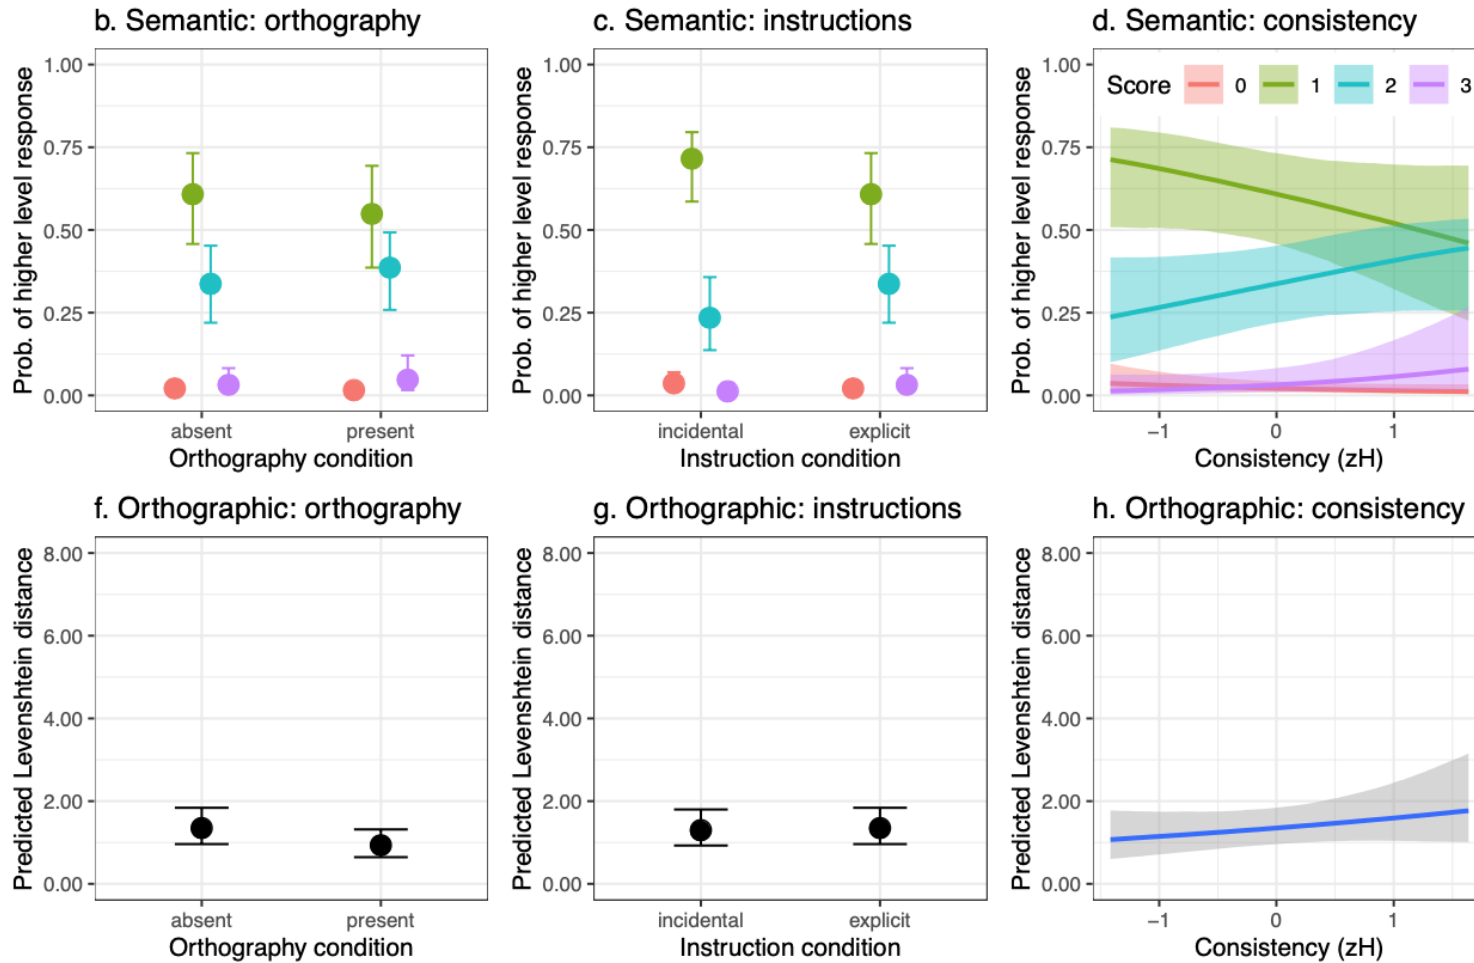 b. Semantic: orthography
Prob. of higher level response
1.00
0.75
0.50
0.25
0.00
absent present
Orthography condition
c. Semantic: instructions
Prob. of higher level response
1.00
0.75
0.50
0.25
0.00
incidental explicit
Instruction condition
d. Semantic: consistency
Prob. of higher level response
1.00
0.75
0.50
0.25
0.00
Score 0 1 2 3
−1 0 1
Consistency (zH)
f. Orthographic: orthography
Predicted Levenshtein distance
8.00
6.00
4.00
2.00
0.00
absent present
Orthography condition
g. Orthographic: instructions
Predicted Levenshtein distance
8.00
6.00
4.00
2.00
0.00
incidental explicit
Instruction condition
h. Orthographic: consistency
Predicted Levenshtein distance
8.00
6.00
4.00
2.00
0.00
−1 0 1
Consistency (zH)